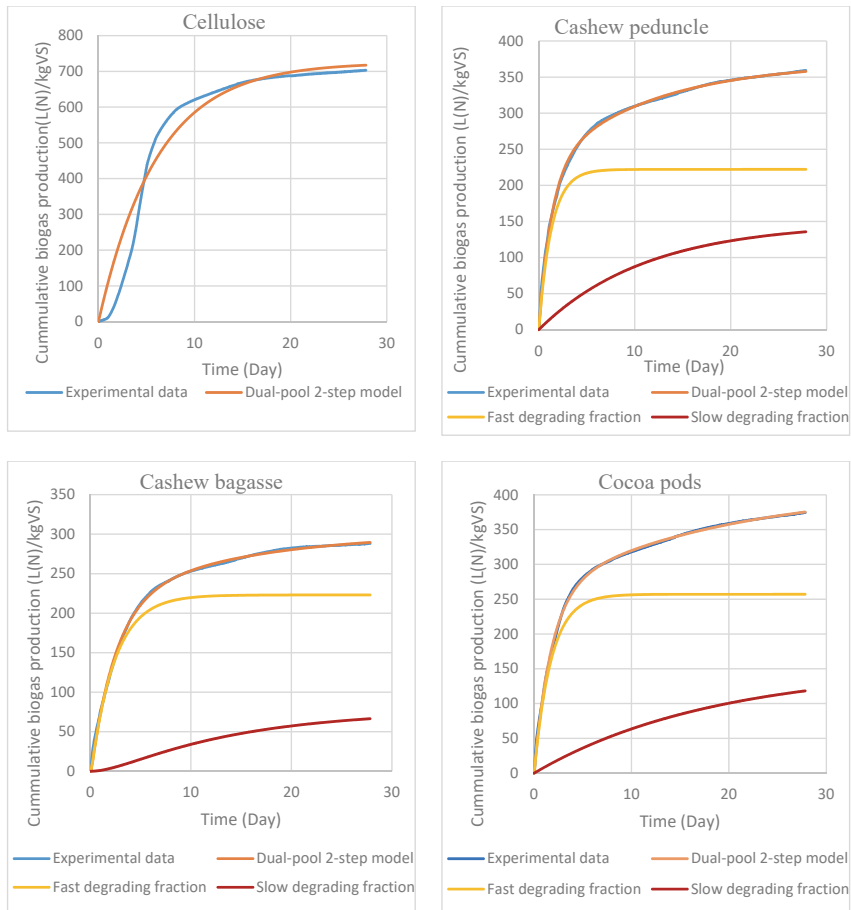 Cellulose
Cummulative biogas production(L(N)/kgVS)
800
700
600
500
400
300
200
100
0
0 10 20 30
Time (Day)
Experimental data Dual-pool 2-step model
Cashew peduncle
Cummulative biogas production (L(N)/kgVS)
400
350
300
250
200
150
100
50
0
0 10 20 30
Time (Day)
Experimental data Dual-pool 2-step model
Fast degrading fraction Slow degrading fraction
Cashew bagasse
Cummulative biogas production (L(N)/kgVS)
350
300
250
200
150
100
50
0
0 10 20 30
Time (Day)
Experimental data Dual-pool 2-step model
Fast degrading fraction Slow degrading fraction
Cocoa pods
Cummulative biogas production (L(N)/kgVS)
400
350
300
250
200
150
100
50
0
0 10 20 30
Time (Day)
Experimental data Dual-pool 2-step model
Fast degrading fraction Slow degrading fraction